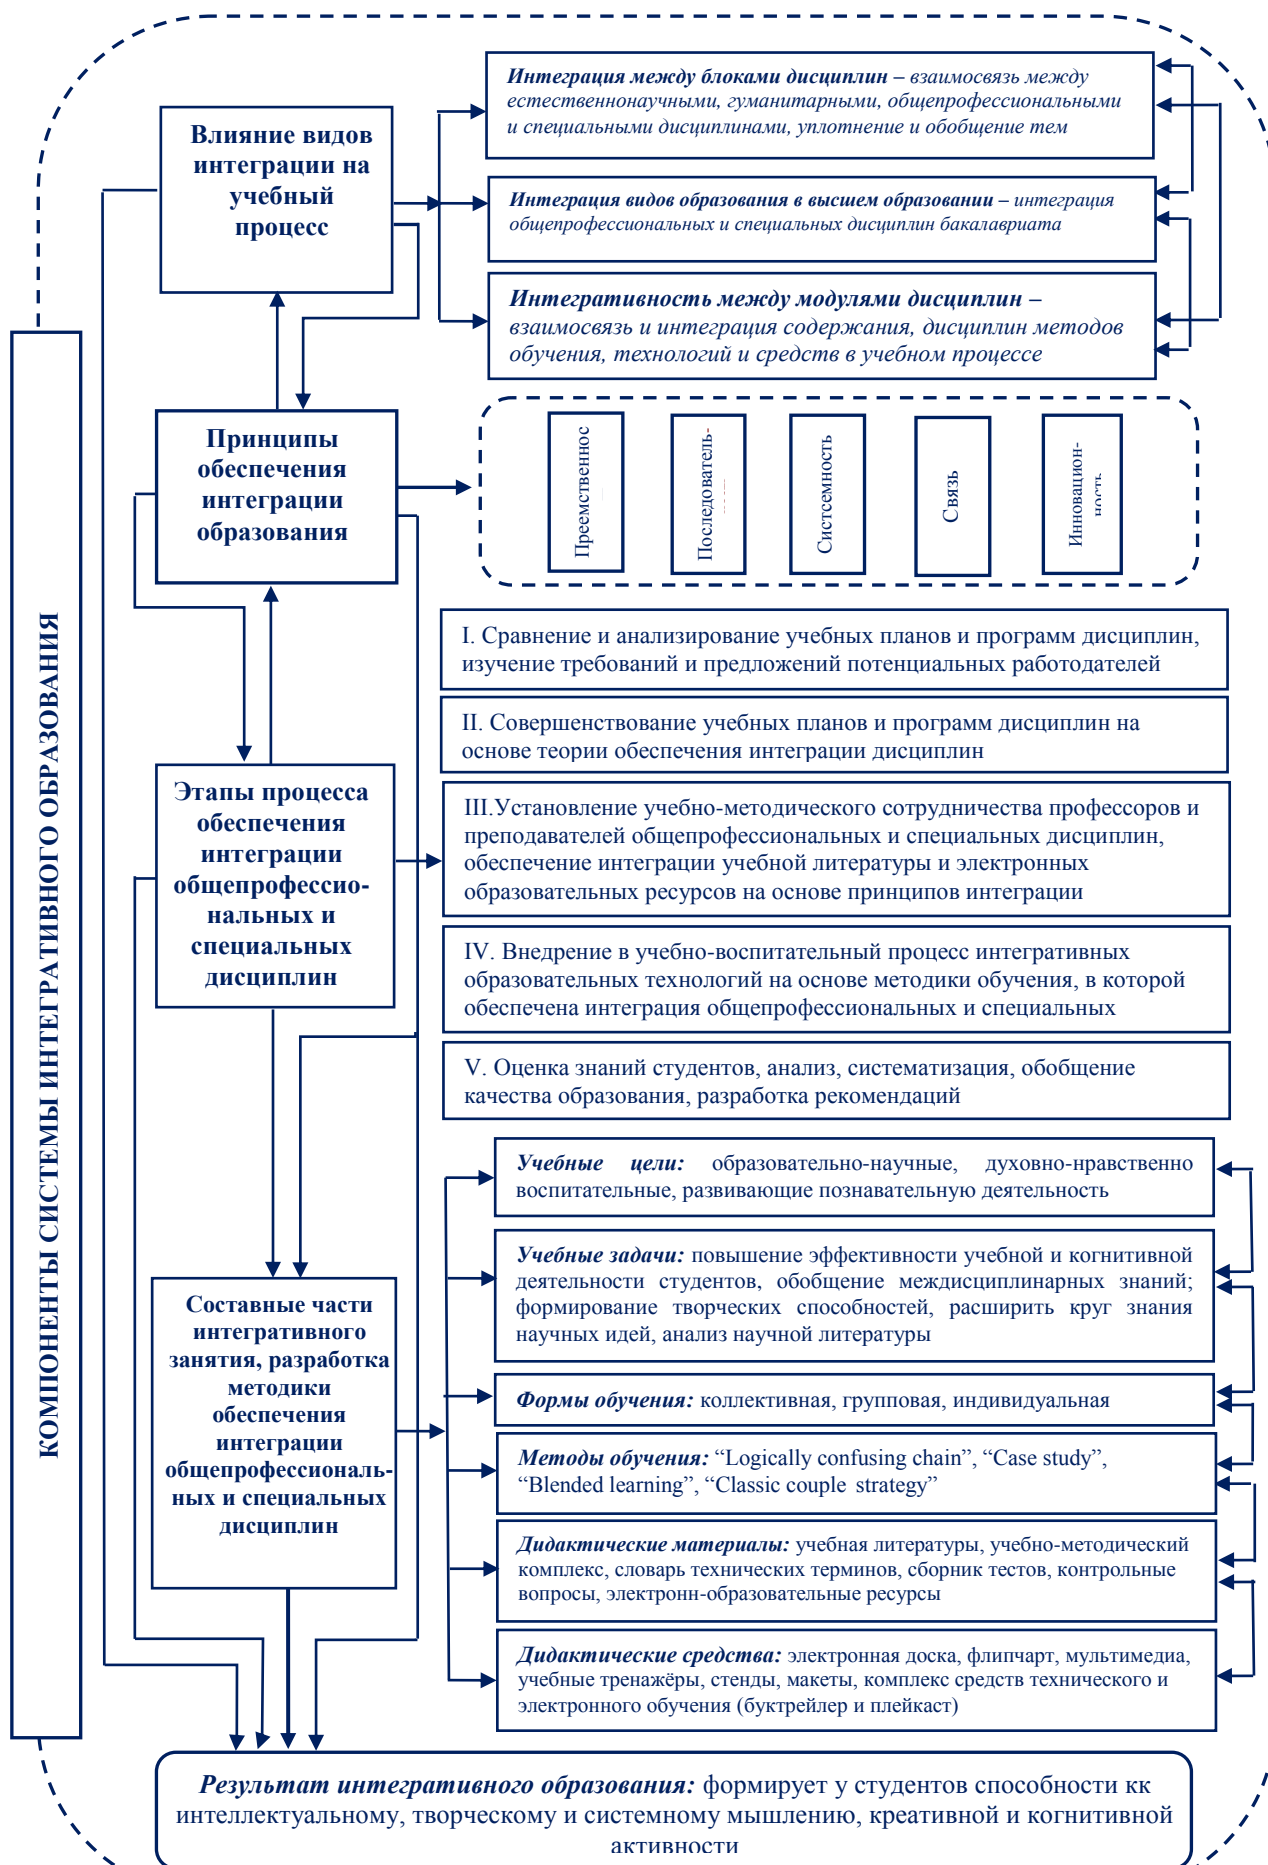 КОМПОНЕНТЫ СИСТЕМЫ ИНТЕГРАТИВНОГО ОБРАЗОВАНИЯ
Влияние видов
интеграции на
учебный
процесс
Интеграция между блоками дисциплин – взаимосвязь между
естественнонаучными, гуманитарными, общепрофессиональными
и специальными дисциплинами, уплотнение и обобщение тем
Интеграция видов образования в высшем образовании – интеграция
общепрофессиональных и специальных дисциплин бакалавриата
Интегративность между модулями дисциплин –
взаимосвязь и интеграция содержания, дисциплин методов
обучения, технологий и средств в учебном процессе
Принципы
обеспечения
интеграции
образования
Преемственнос
Последователь-
Систсемность
Связь
Инновацион-
ность
Этапы процесса
обеспечения
интеграции
общепрофессио-
нальных и
специальных
дисциплин
I. Сравнение и анализирование учебных планов и программ дисциплин,
изучение требований и предложений потенциальных работодателей
II. Совершенствование учебных планов и программ дисциплин на
основе теории обеспечения интеграции дисциплин
III.Установление учебно-методического сотрудничества профессоров и
преподавателей общепрофессиональных и специальных дисциплин,
обеспечение интеграции учебной литературы и электронных
образовательных ресурсов на основе принципов интеграции
IV. Внедрение в учебно-воспитательный процесс интегративных
образовательных технологий на основе методики обучения, в которой
обеспечена интеграция общепрофессиональных и специальных
V. Оценка знаний студентов, анализ, систематизация, обобщение
качества образования, разработка рекомендаций
Составные части
интегративного
занятия, разработка
методики
обеспечения
интеграции
общепрофессиональ-
ных и специальных
дисциплин
Учебные цели: образовательно-научные, духовно-нравственно
воспитательные, развивающие познавательную деятельность
Учебные задачи: повышение эффективности учебной и когнитивной
деятельности студентов, обобщение междисциплинарных знаний;
формирование творческих способностей, расширить круг знания
научных идей, анализ научной литературы
Формы обучения: коллективная, групповая, индивидуальная
Методы обучения: “Logically confusing chain”, “Case study”,
“Blended learning”, “Classic couple strategy”
Дидактические материалы: учебная литературы, учебно-методический
комплекс, словарь технических терминов, сборник тестов, контрольные
вопросы, электронн-образовательные ресурсы
Дидактические средства: электронная доска, флипчарт, мультимедиа,
учебные тренажёры, стенды, макеты, комплекс средств технического и
электронного обучения (буктрейлер и плейкаст)
Результат интегративного образования: формирует у студентов способности кк
интеллектуальному, творческому и системному мышлению, креативной и когнитивной
активности